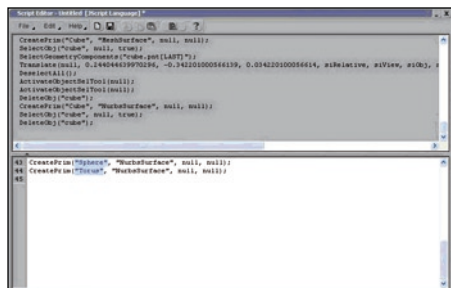 Script Editor - Untitled [JScript Language] *
File Edit Help
CreatePrim("Cube", "MeshSurface", null, null);
SelectObj("cube", null, true);
SelectGeometryComponents("cube.pnt[LAST]");
Translate(null, 0.244044639970286, -0.342201000566139, 0.034220100056614, siRelative, siView, siObj,
DeselectAll();
ActivateObjectSelTool(null);
DeleteObj("cube");
CreatePrim("Cube", "NurbsSurface", null, null);
SelectObj("cube", null, true);
ActivateObjectSelTool(null);
DeleteObj("cube");
43 CreatePrim("Sphere", "NurbsSurface", null, null);
44 CreatePrim("Torus", "NurbsSurface", null, null);
45